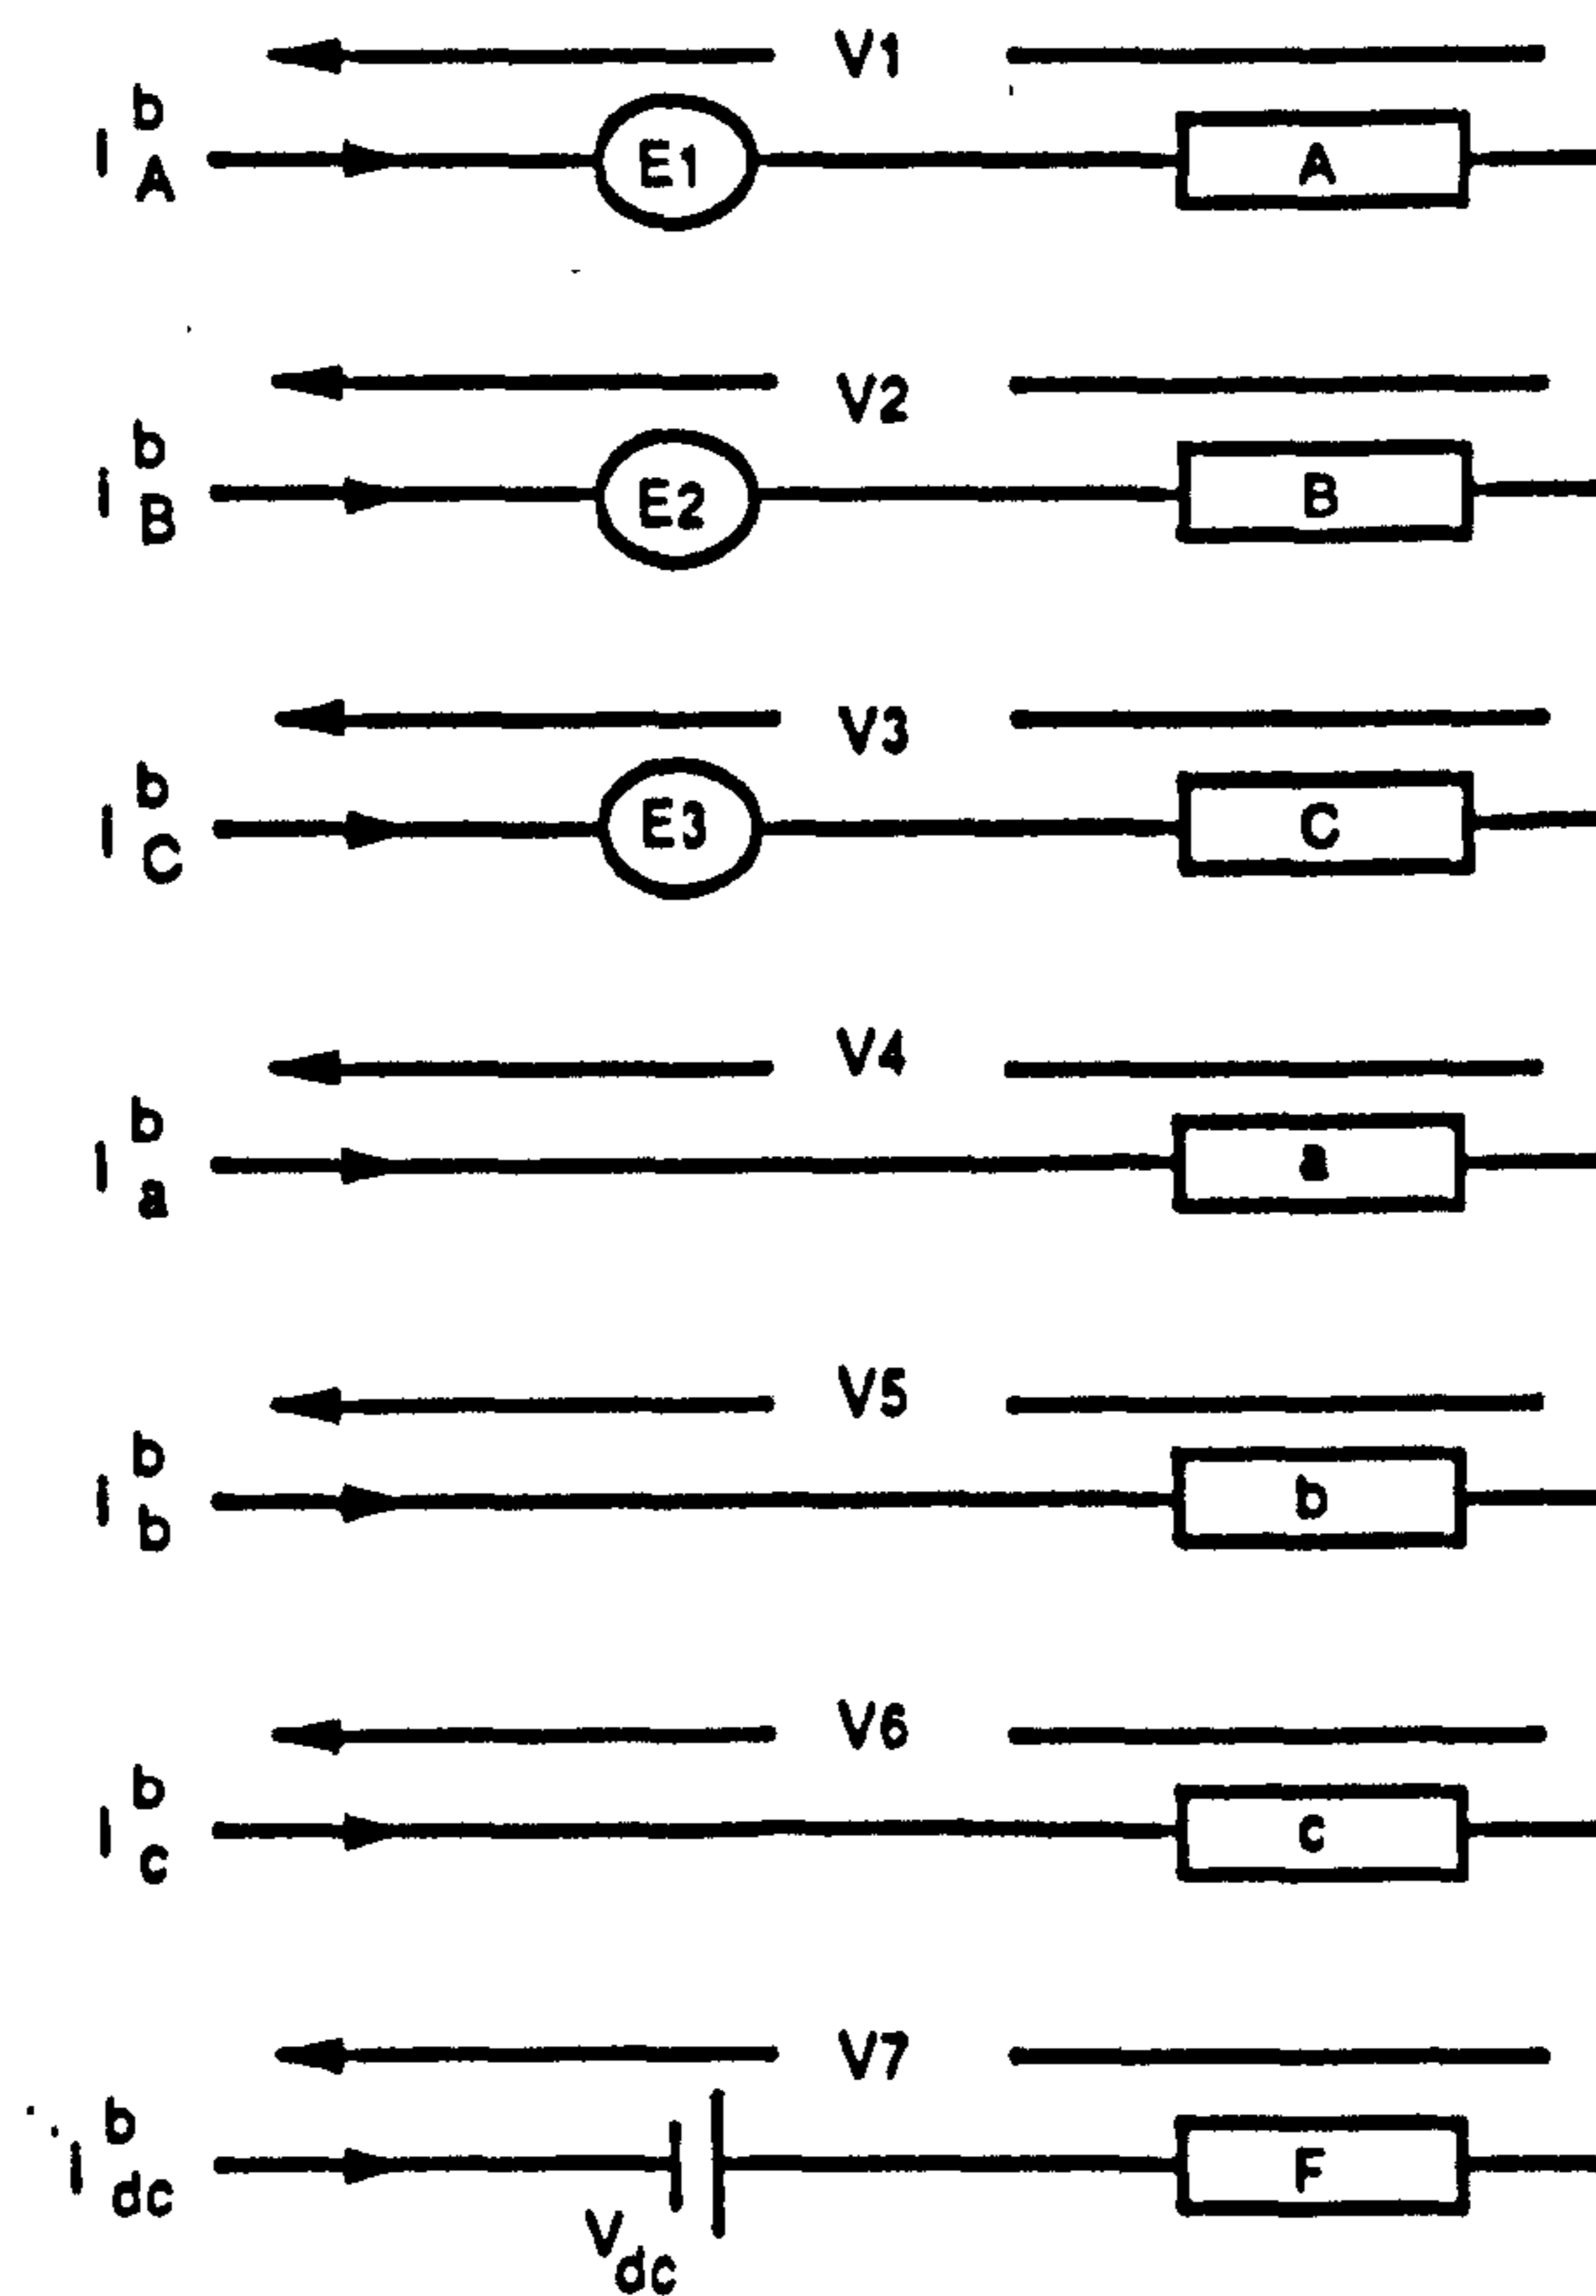 V1
i b A E1 A
V2
i b B E2 B
V3
i b C E3 C
V4
i b a a
V5
i b b b
V6
i b c c
V7
i b dc F
V dc